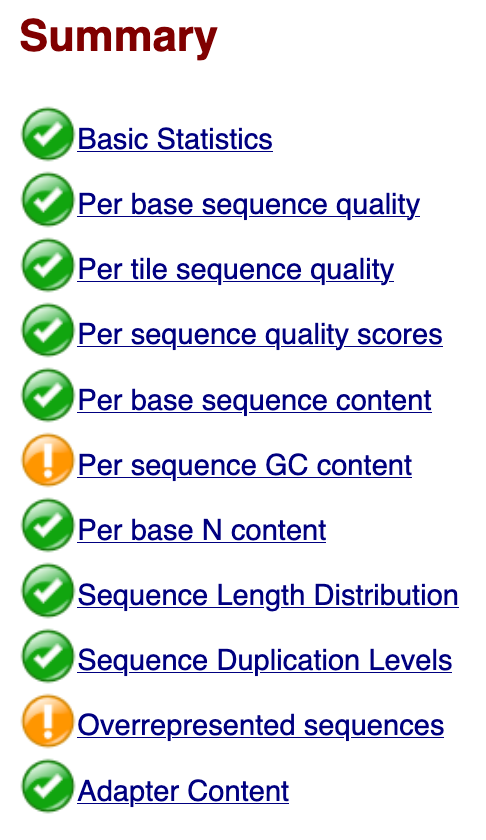 Summary
Basic Statistics
Per base sequence quality
Per tile sequence quality
Per sequence quality scores
Per base sequence content
Per sequence GC content
Per base N content
Sequence Length Distribution
Sequence Duplication Levels
Overrepresented sequences
Adapter Content